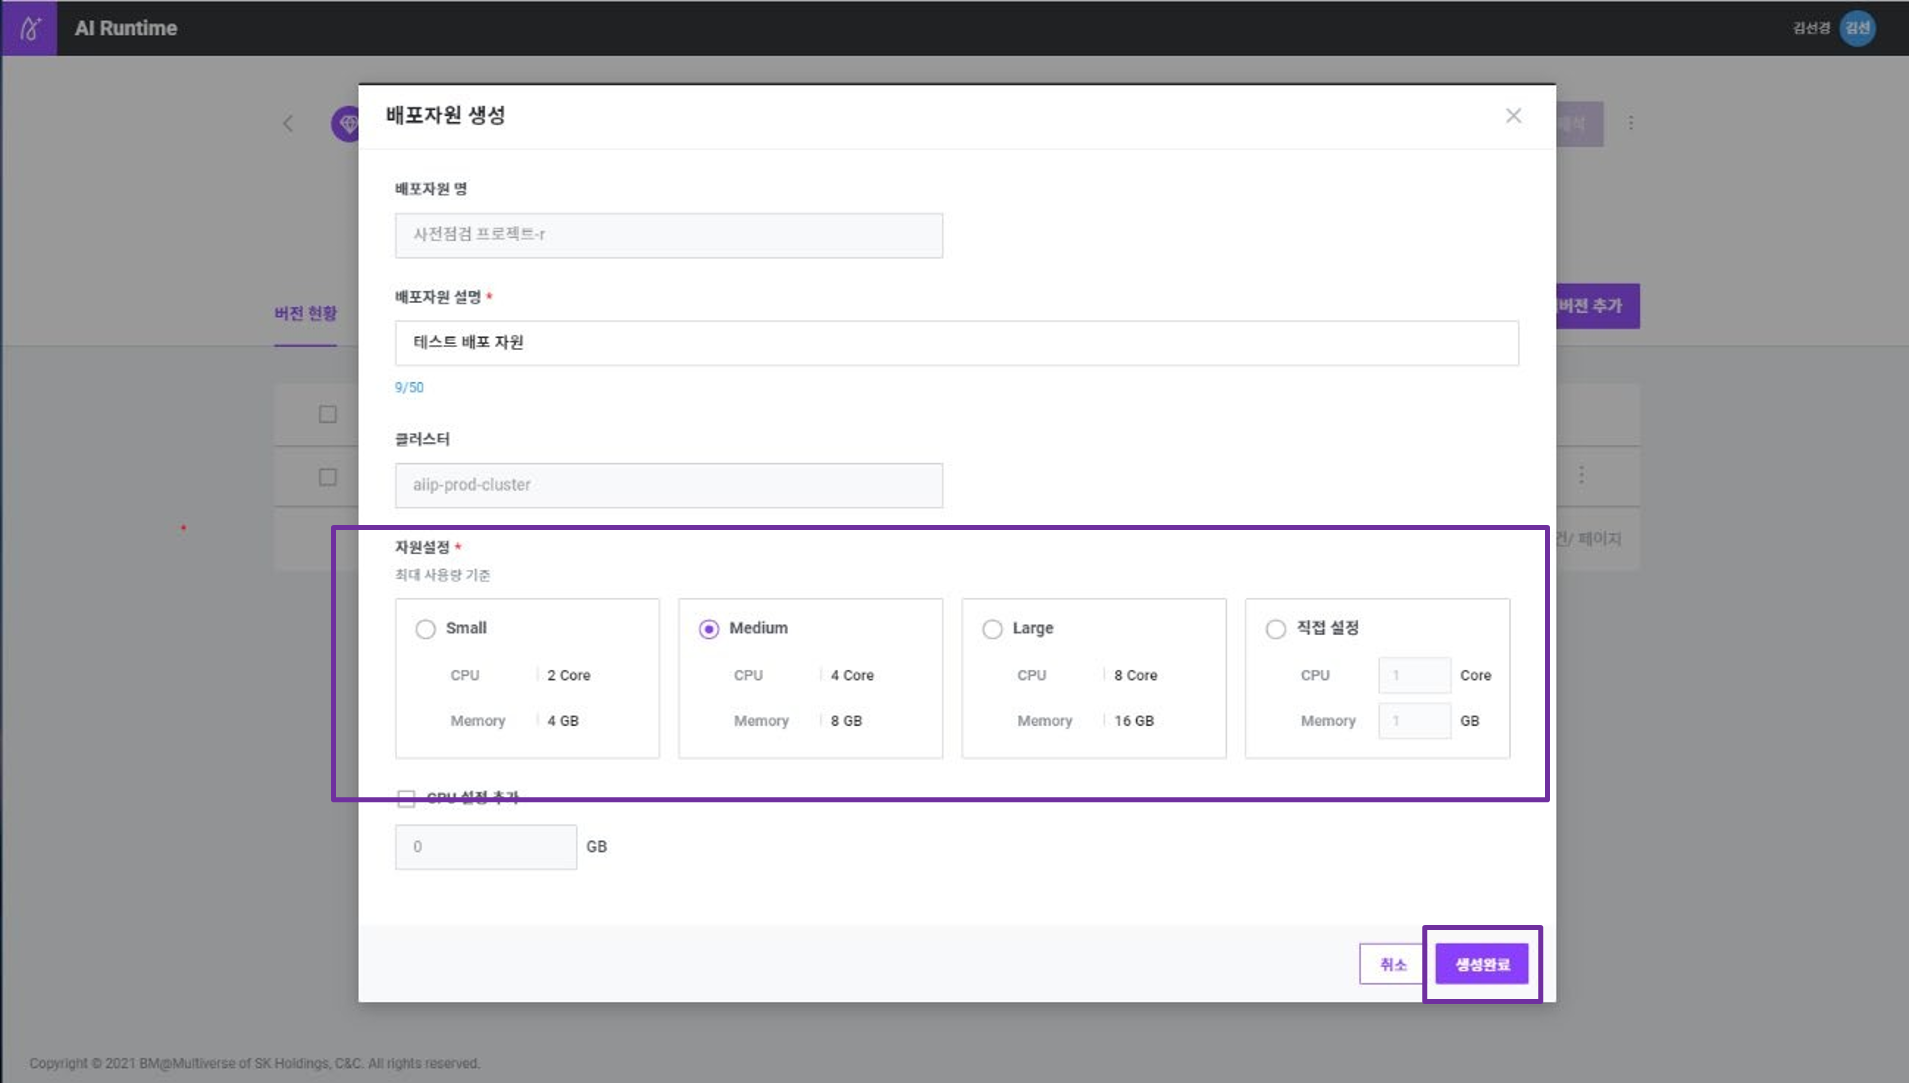 AI Runtime
김선경
김선
배포자원 생성
배포자원 명
사전점검 프로젝트-r
배포자원 설명 *
버전 현황
버전 추가
테스트 배포 자원
9/50
클러스터
aiip-prod-cluster
자원설정 *
건/ 페이지
최대 사용량 기준
Small
Medium
Large
직접 설정
CPU 2 Core
CPU 4 Core
CPU 8 Core
CPU 1 Core
Memory 4 GB
Memory 8 GB
Memory 16 GB
Memory 1 GB
GPU 설정 추가
0 GB
취소
생성완료
Copyright © 2021 BM@Multiverse of SK Holdings, C&C. All rights reserved.